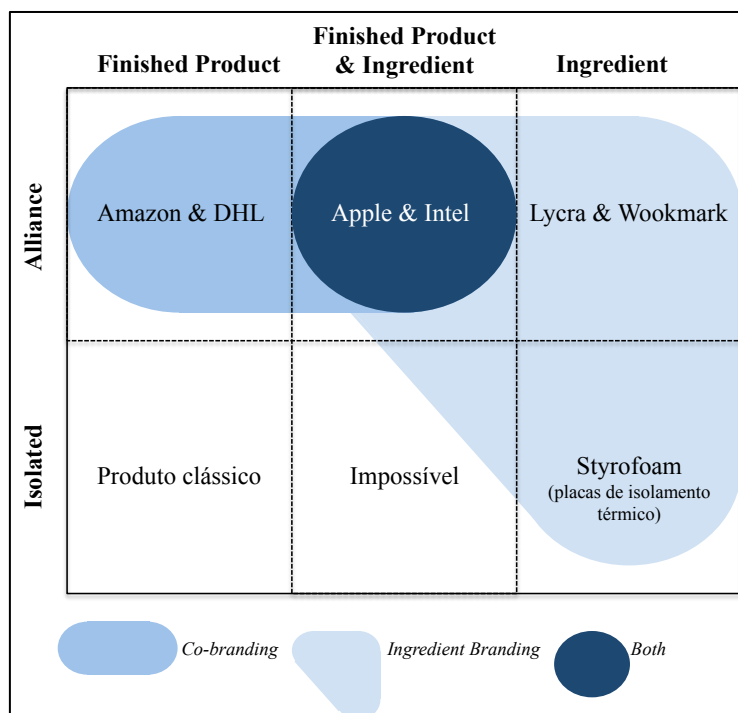 Finished Product
Finished Product
& Ingredient
Ingredient
Alliance
Amazon & DHL
Apple & Intel
Lycra & Wookmark
Isolated
Produto clássico
Impossível
Styrofoam
(placas de isolamento
térmico)
Co-branding
Ingredient Branding
Both